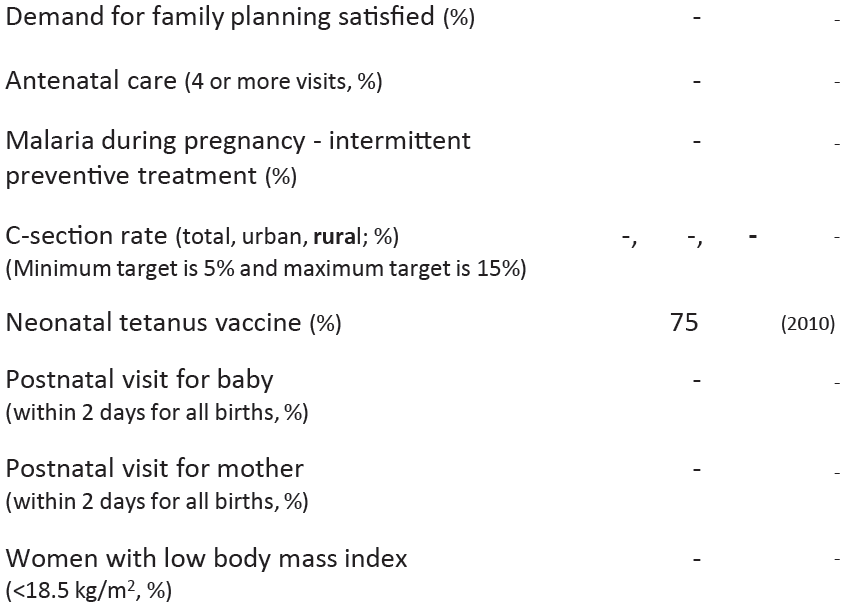 Demand for family planning satisfied (%) - -
Antenatal care (4 or more visits, %) - -
Malaria during pregnancy - intermittent - -
preventive treatment (%)
C-section rate (total, urban, rural; %) -, -, - -
(Minimum target is 5% and maximum target is 15%)
Neonatal tetanus vaccine (%) 75 (2010)
Postnatal visit for baby - -
(within 2 days for all births, %)
Postnatal visit for mother - -
(within 2 days for all births, %)
Women with low body mass index - -
(<18.5 kg/m², %)